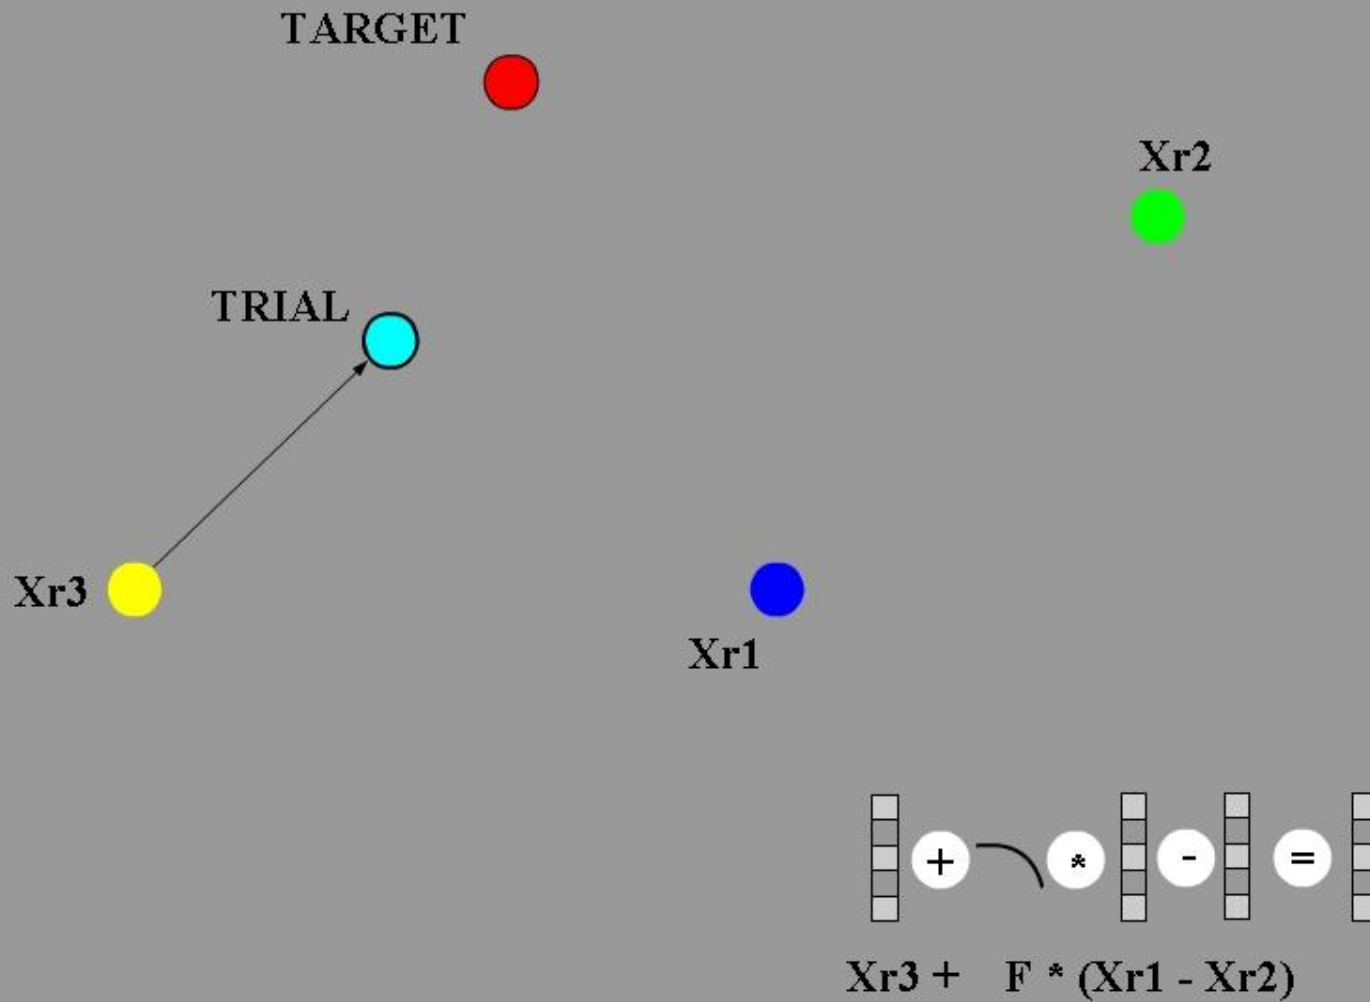 TARGET
Xr2
TRIAL
Xr3
Xr1
+ * - =
Xr3 + F * (Xr1 - Xr2)